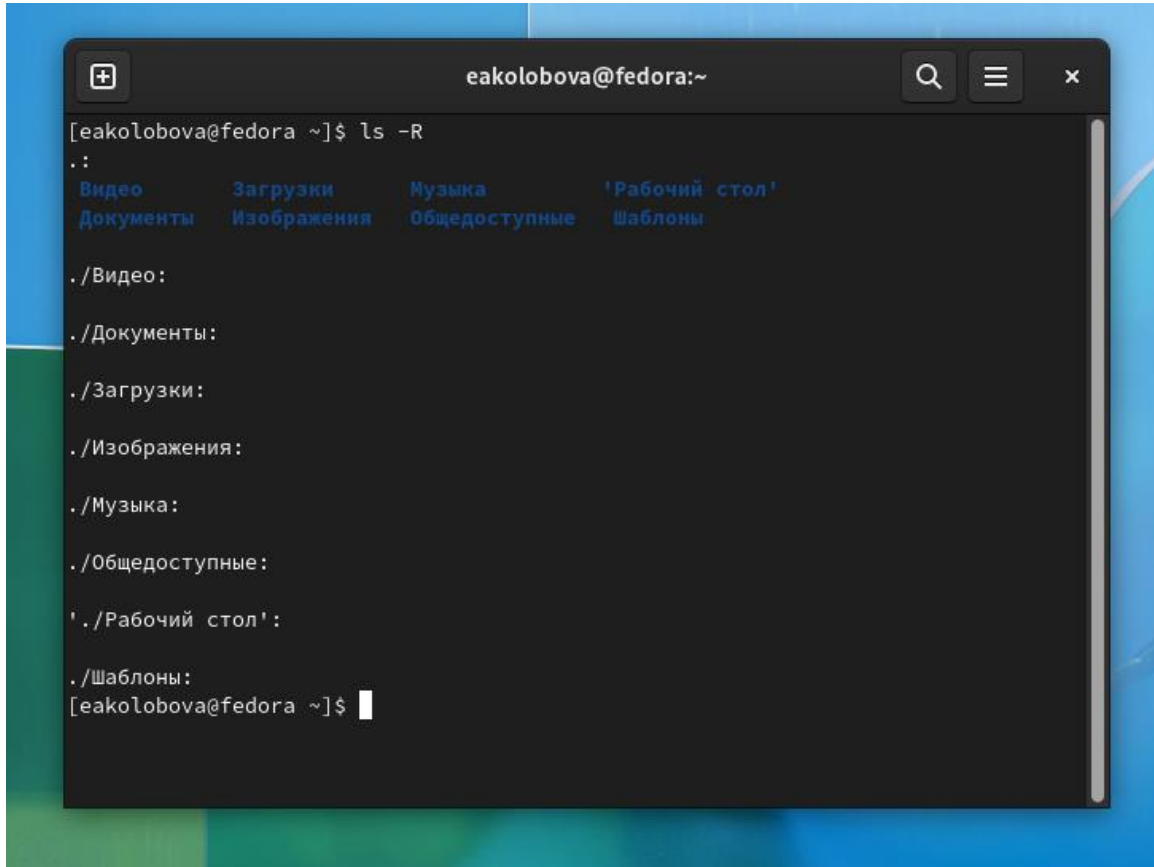 eakolobova@fedora:~
[eakolobova@fedora ~]$ ls -R
.:
Видео Загрузки Музыка 'Рабочий стол'
Документы Изображения Общедоступные Шаблоны
./Видео:
./Документы:
./Загрузки:
./Изображения:
./Музыка:
./Общедоступные:
'./Рабочий стол':
./Шаблоны:
[eakolobova@fedora ~]$